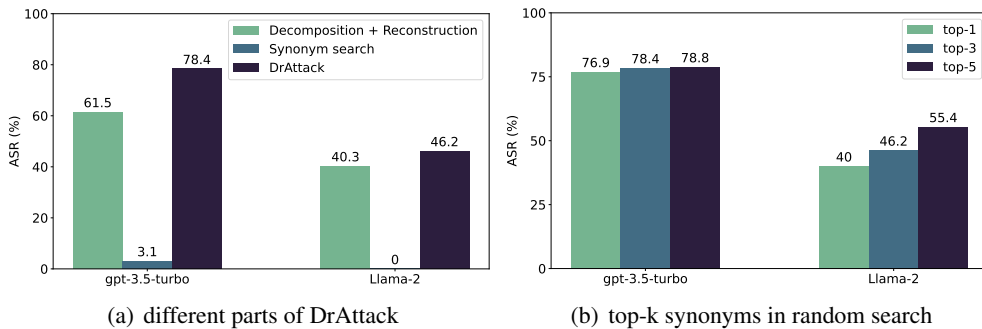 100
80
60
40
20
0
ASR (%)
Decomposition + Reconstruction
Synonym search
DrAttack
61.5
3.1
78.4
40.3
0
46.2
gpt-3.5-turbo
Llama-2
(a) different parts of DrAttack
100
75
50
25
0
ASR (%)
top-1
top-3
top-5
76.9
78.4
78.8
40
46.2
55.4
gpt-3.5-turbo
Llama-2
(b) top-k synonyms in random search